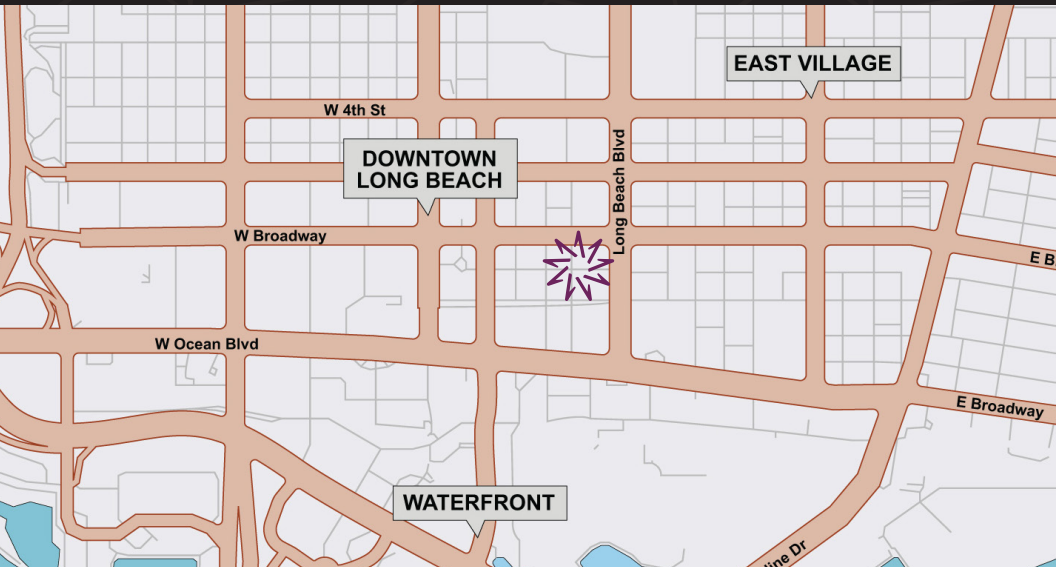 EAST VILLAGE
W 4th St
DOWNTOWN
LONG BEACH
Long Beach Blvd
W Broadway
E B
W Ocean Blvd
E Broadway
WATERFRONT
line Dr